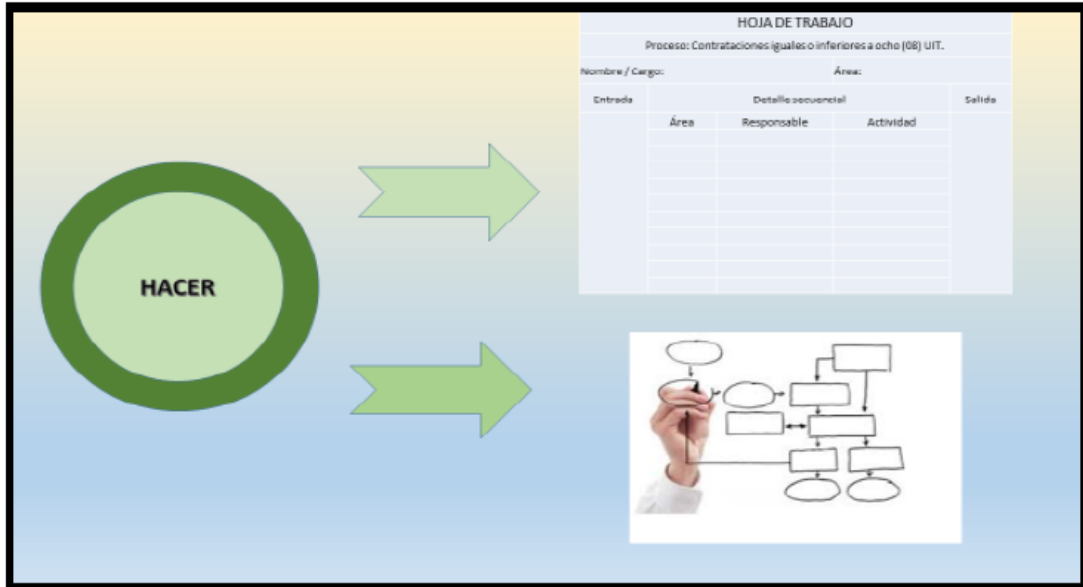 HOJA DE TRABAJO
Proceso: Contrataciones iguales o inferiores a ocho (08) UIT.
Nombre / Cargo: Área:
Entrada Detalle secuencial Salida
Área Responsable Actividad
HACER